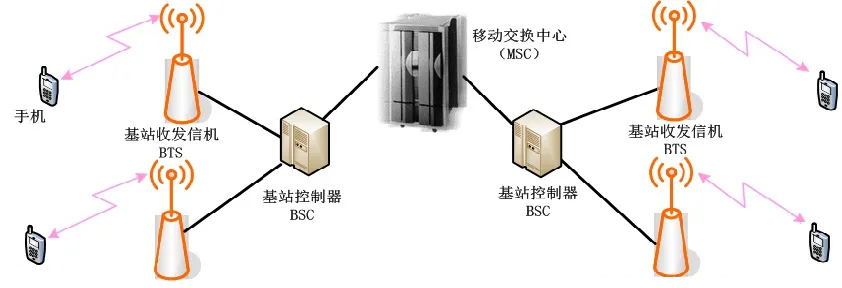 移动交换中心
（MSC）
手机
基站收发信机
BTS
基站收发信机
BTS
基站控制器
BSC
基站控制器
BSC